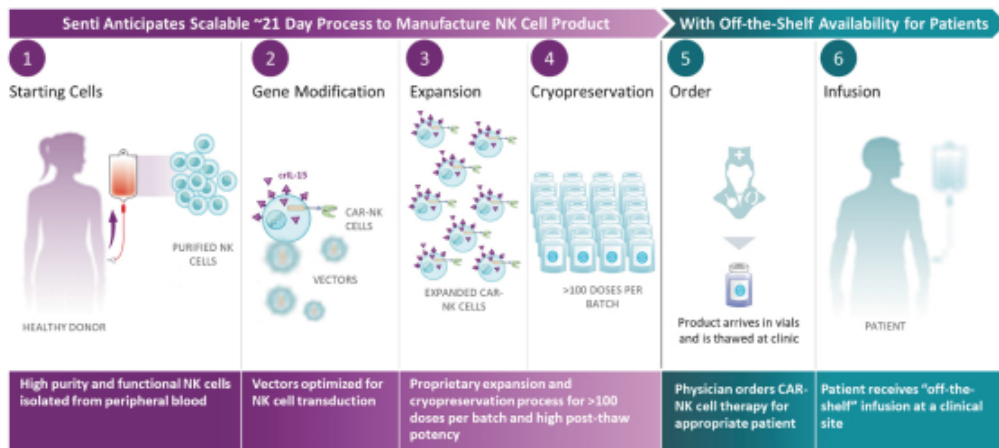 Senti Anticipates Scalable ~21 Day Process to Manufacture NK Cell Product
With Off-the-Shelf Availability for Patients
1
Starting Cells
PURIFIED NK
CELLS
HEALTHY DONOR
High purity and functional NK cells
isolated from peripheral blood
2
Gene Modification
crIL-15
CAR-NK
CELLS
VECTORS
Vectors optimized for
NK cell transduction
3
Expansion
EXPANDED CAR-
NK CELLS
4
Cryopreservation
>100 DOSES PER
BATCH
Proprietary expansion and
cryopreservation process for >100
doses per batch and high post-thaw
potency
5
Order
Product arrives in vials
and is thawed at clinic
Physician orders CAR-
NK cell therapy for
appropriate patient
6
Infusion
PATIENT
Patient receives "off-the-
shelf" infusion at a clinical
site